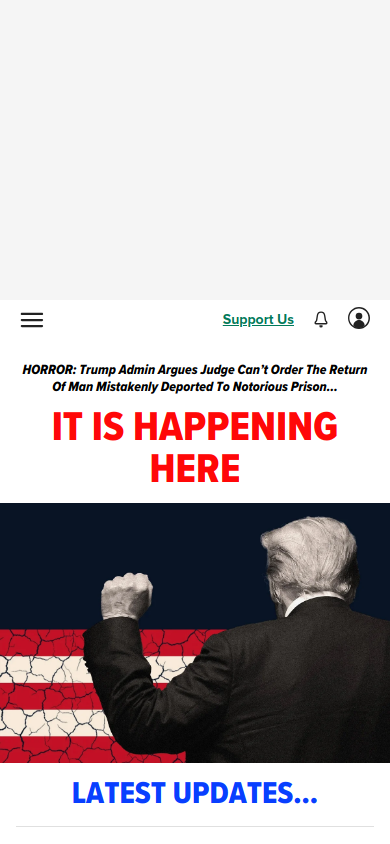 Support Us
HORROR: Trump Admin Argues Judge Can't Order The Return
Of Man Mistakenly Deported To Notorious Prison...
IT IS HAPPENING
HERE
LATEST UPDATES...